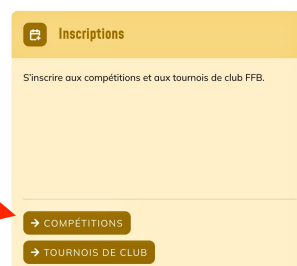 Inscriptions
S'inscrire aux compétitions et aux tournois de club FFB.
→ COMPÉTITIONS
→ TOURNOIS DE CLUB